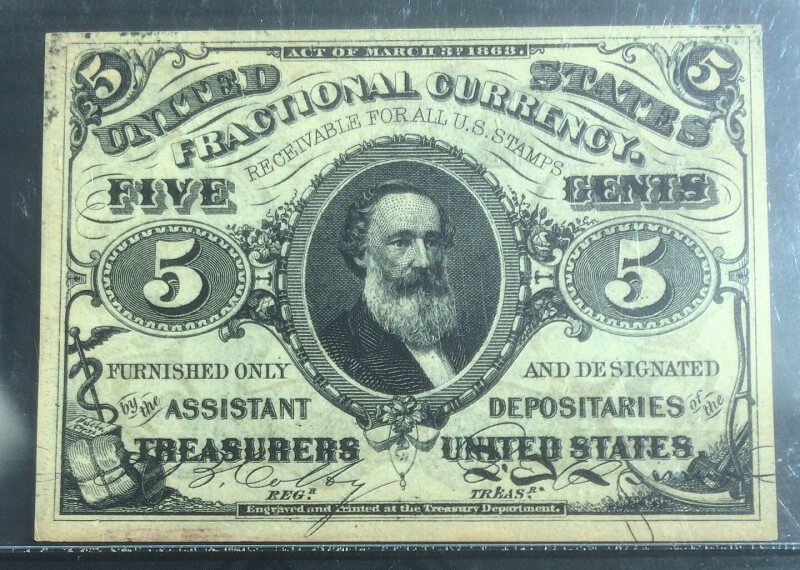 ACT OF MARCH 3D 1863.
5 5
UNITED STATES
FRACTIONAL CURRENCY.
RECEIVABLE FOR ALL U.S. STAMPS
FIVE CENTS
5 5
FURNISHED ONLY AND DESIGNATED
by the ASSISTANT DEPOSITARIES of the
TREASURERS UNITED STATES.
S. B. Colby
REGR TREASR
Engraved and printed at the Treasury Department.